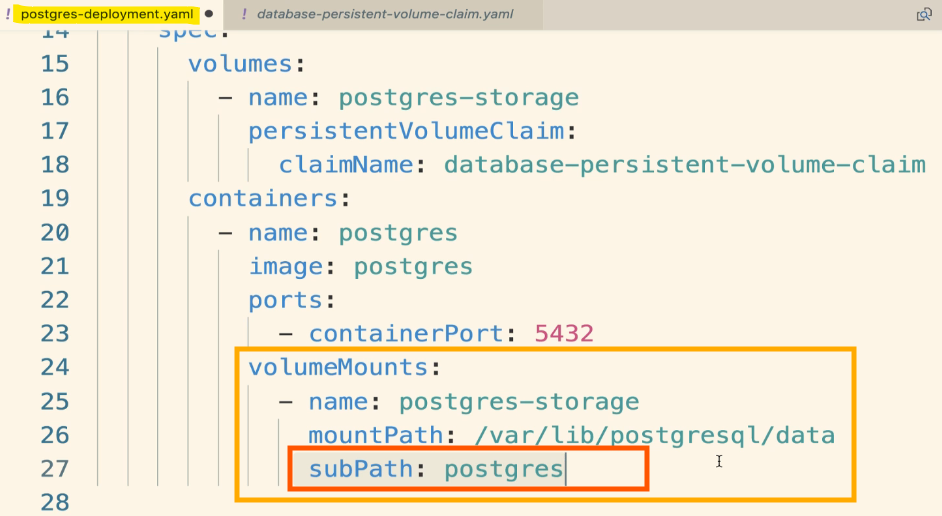 ! postgres-deployment.yaml ● ! database-persistent-volume-claim.yaml
14 spec:
15 volumes:
16 - name: postgres-storage
17 persistentVolumeClaim:
18 claimName: database-persistent-volume-claim
19 containers:
20 - name: postgres
21 image: postgres
22 ports:
23 - containerPort: 5432
24 volumeMounts:
25 - name: postgres-storage
26 mountPath: /var/lib/postgresql/data
27 subPath: postgres
28